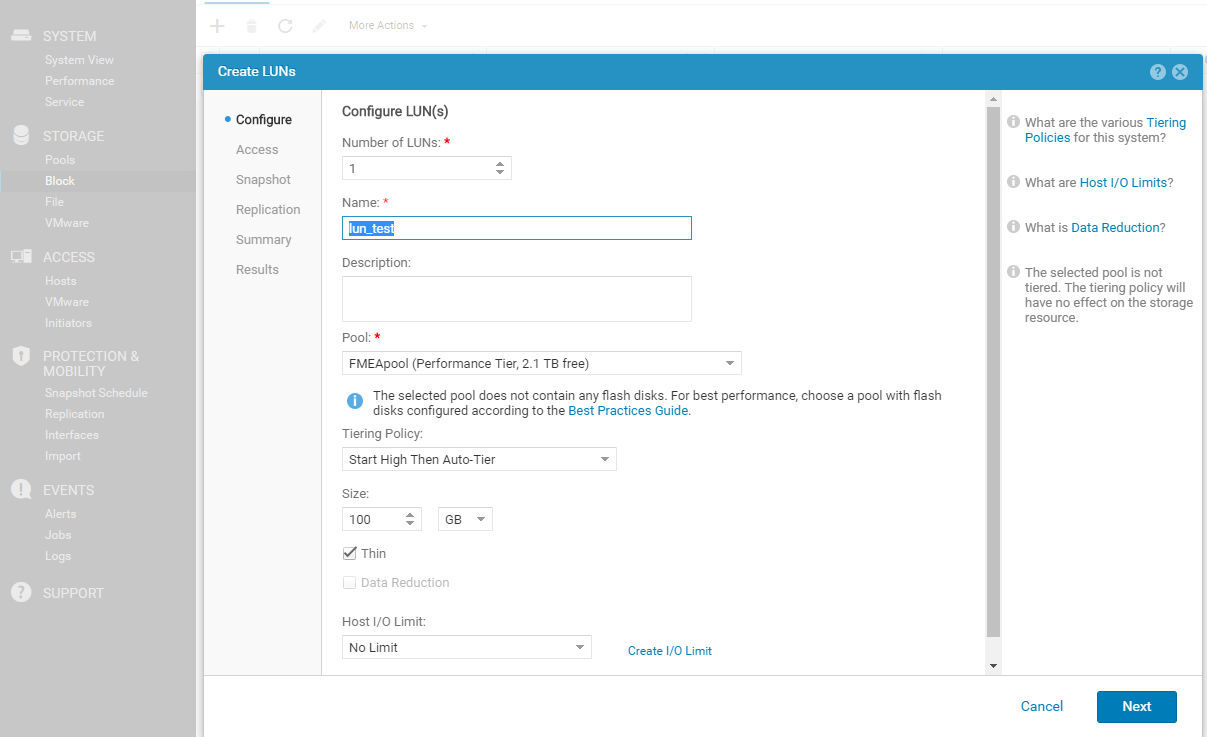 More Actions
SYSTEM
System View
Performance
Service
STORAGE
Pools
Block
File
VMware
ACCESS
Hosts
VMware
Initiators
PROTECTION &
MOBILITY
Snapshot Schedule
Replication
Interfaces
Import
EVENTS
Alerts
Jobs
Logs
SUPPORT
Create LUNs
Configure
Access
Snapshot
Replication
Summary
Results
Configure LUN(s)
Number of LUNs: *
1
Name: *
lun_test
Description:
Pool: *
FMEApool (Performance Tier, 2.1 TB free)
The selected pool does not contain any flash disks. For best performance, choose a pool with flash
disks configured according to the Best Practices Guide.
Tiering Policy:
Start High Then Auto-Tier
Size:
100 GB
Thin
Data Reduction
Host I/O Limit:
No Limit Create I/O Limit
What are the various Tiering
Policies for this system?
What are Host I/O Limits?
What is Data Reduction?
The selected pool is not
tiered. The tiering policy will
have no effect on the storage
resource.
Cancel Next